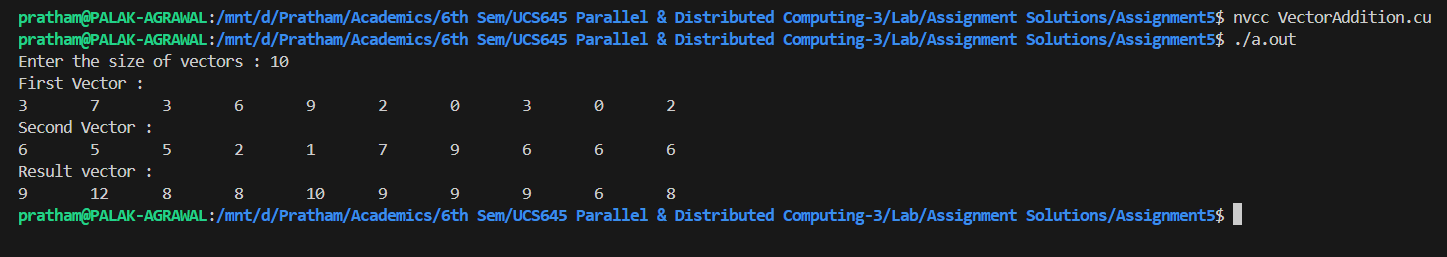 pratham@PALAK-AGRAWAL:/mnt/d/Pratham/Academics/6th Sem/UCS645 Parallel & Distributed Computing-3/Lab/Assignment Solutions/Assignment5$ nvcc VectorAddition.cu
pratham@PALAK-AGRAWAL:/mnt/d/Pratham/Academics/6th Sem/UCS645 Parallel & Distributed Computing-3/Lab/Assignment Solutions/Assignment5$ ./a.out
Enter the size of vectors : 10
First Vector :
3 7 3 6 9 2 0 3 0 2
Second Vector :
6 5 5 2 1 7 9 6 6 6
Result vector :
9 12 8 8 10 9 9 9 6 8
pratham@PALAK-AGRAWAL:/mnt/d/Pratham/Academics/6th Sem/UCS645 Parallel & Distributed Computing-3/Lab/Assignment Solutions/Assignment5$